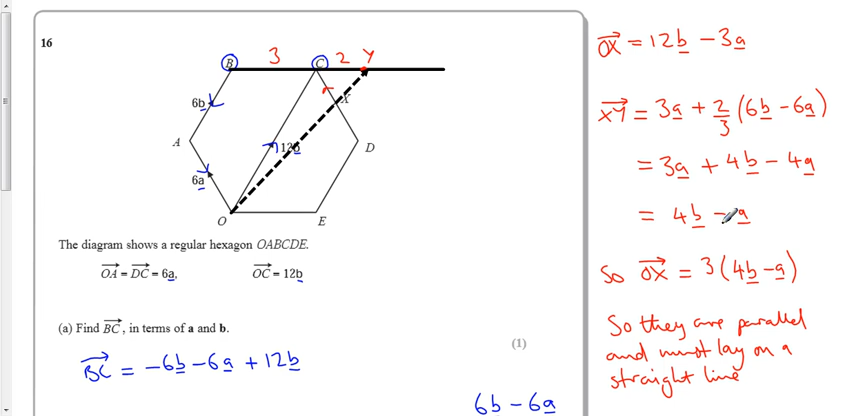 16
B 3 C 2 Y
6b
X
A 12b D
6a
O E
The diagram shows a regular hexagon OABCDE.
OA = DC = 6a, OC = 12b
(a) Find BC, in terms of a and b.
(1)
BC = -6b - 6a + 12b
6b - 6a
OX = 12b - 3a
XY = 3a + 2/3 (6b - 6a)
= 3a + 4b - 4a
= 4b - a
So OX = 3(4b - a)
So they are parallel
and must lay on a
straight line